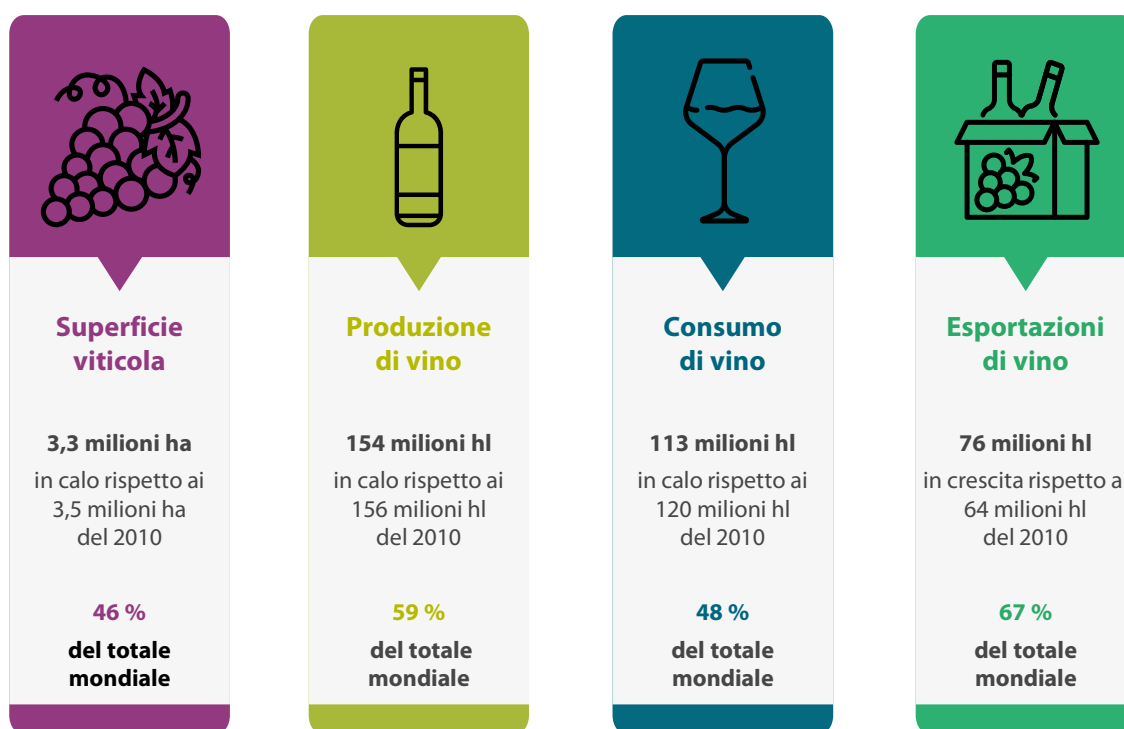 Superficie
viticola
3,3 milioni ha
in calo rispetto ai
3,5 milioni ha
del 2010
46 %
del totale
mondiale
Produzione
di vino
154 milioni hl
in calo rispetto ai
156 milioni hl
del 2010
59 %
del totale
mondiale
Consumo
di vino
113 milioni hl
in calo rispetto ai
120 milioni hl
del 2010
48 %
del totale
mondiale
Esportazioni
di vino
76 milioni hl
in crescita rispetto a
64 milioni hl
del 2010
67 %
del totale
mondiale